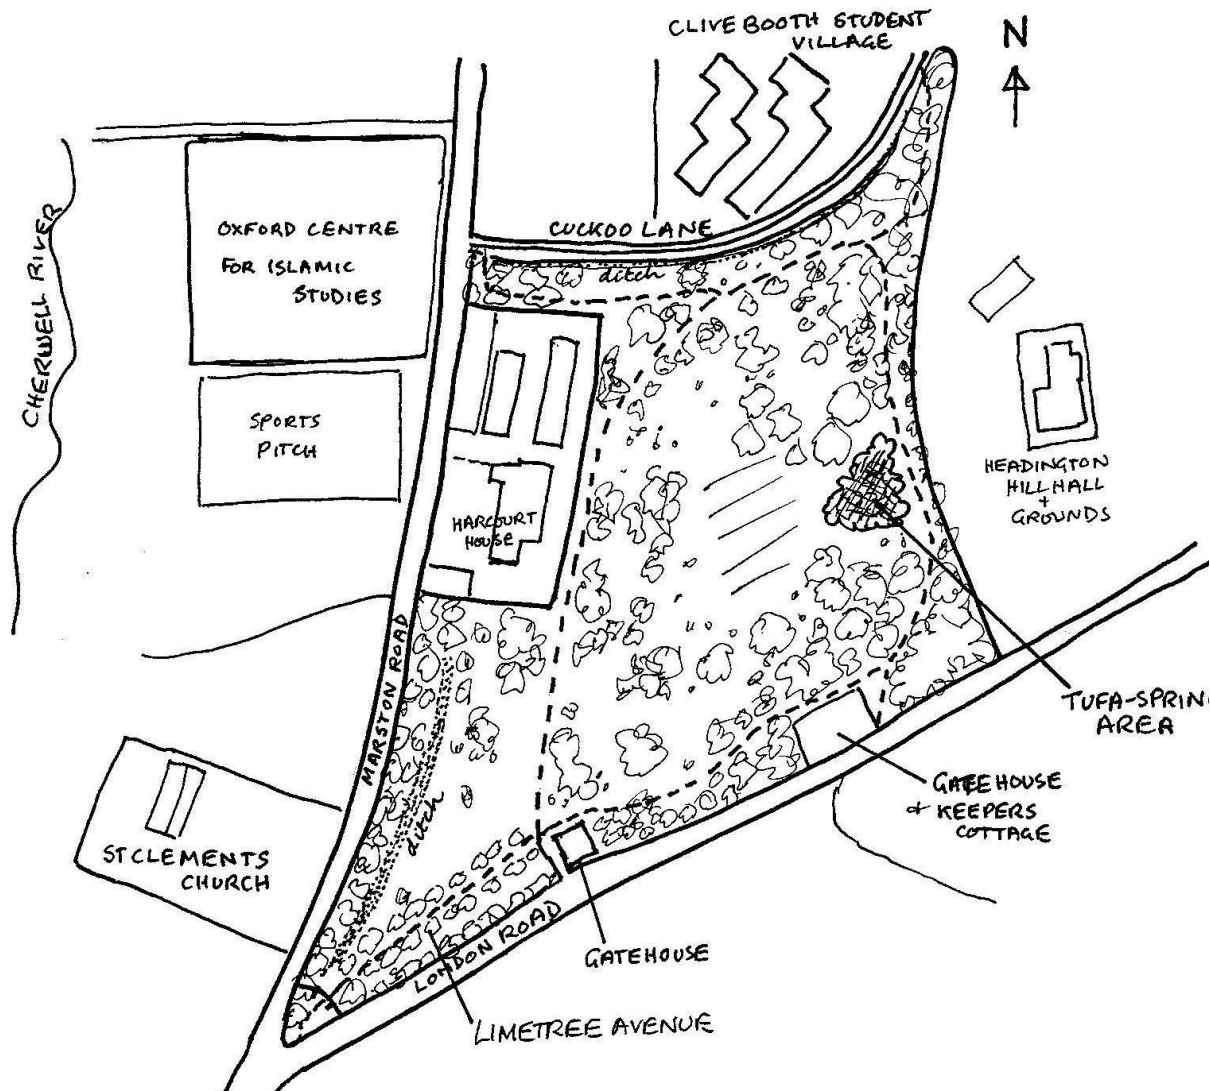 CLIVE BOOTH STUDENT
VILLAGE
N
CHERWELL RIVER
OXFORD CENTRE
FOR ISLAMIC
STUDIES
CUCKOO LANE
ditch
SPORTS
PITCH
HARCOURT
HOUSE
HEADINGTON
HILL HALL
+
GROUNDS
MARSTON ROAD
TUFA-SPRING
AREA
ditch
GATEHOUSE
& KEEPERS
COTTAGE
ST CLEMENTS
CHURCH
LONDON ROAD
GATEHOUSE
LIMETREE AVENUE